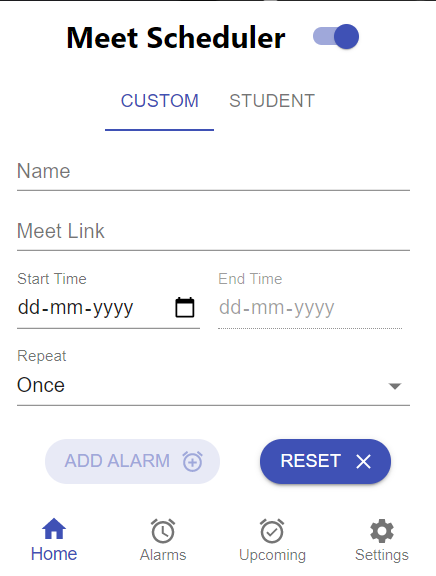 Meet Scheduler
CUSTOM STUDENT
Name
Meet Link
Start Time End Time
dd-mm-yyyy dd-mm-yyyy
Repeat
Once
ADD ALARM RESET
Home Alarms Upcoming Settings